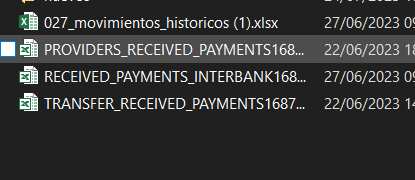 027_movimientos_historicos (1).xlsx 27/06/2023 09
PROVIDERS_RECEIVED_PAYMENTS168... 22/06/2023 18
RECEIVED_PAYMENTS_INTERBANK168... 27/06/2023 09
TRANSFER_RECEIVED_PAYMENTS1687... 22/06/2023 14